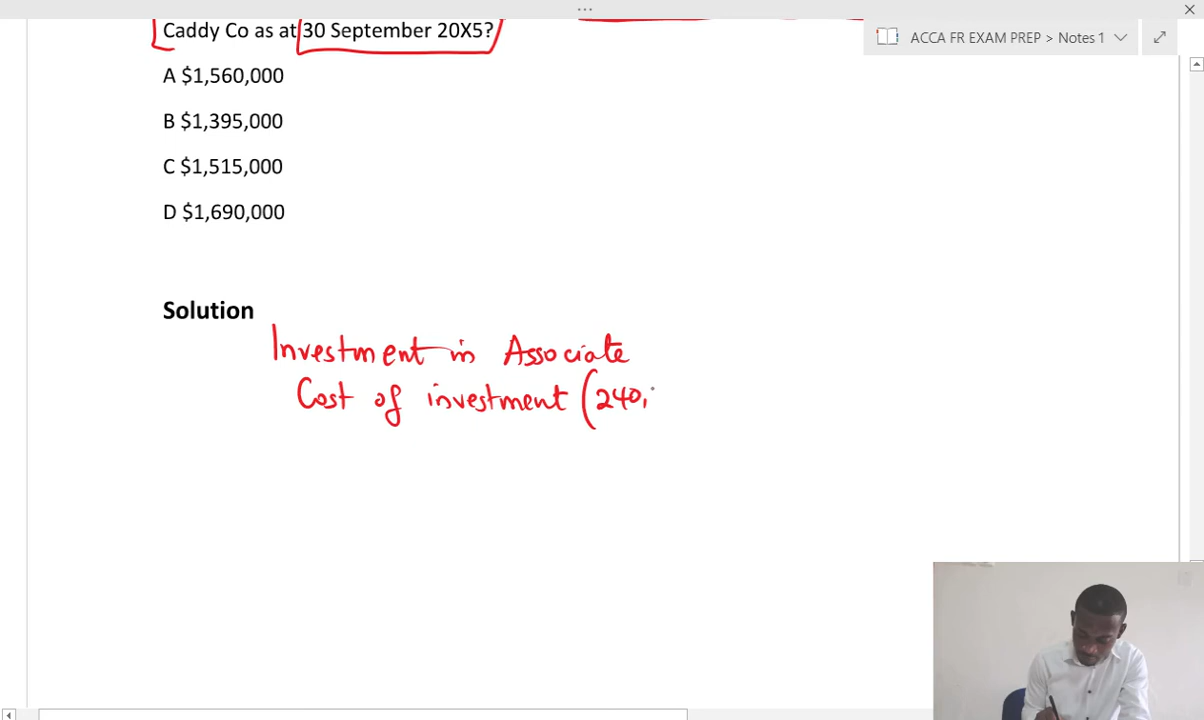 Caddy Co as at 30 September 20X5?
ACCA FR EXAM PREP > Notes 1
A $1,560,000
B $1,395,000
C $1,515,000
D $1,690,000
Solution
Investment in Associate
Cost of investment (240,